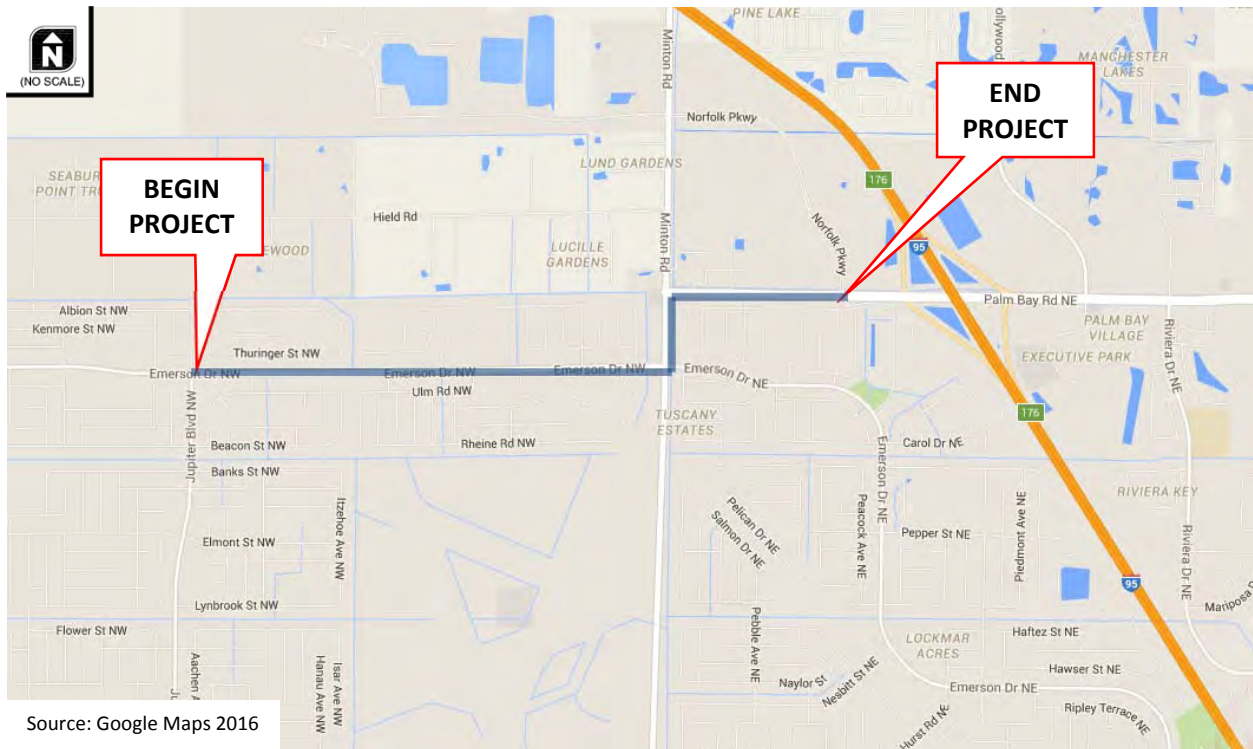 N
(NO SCALE)
PINE LAKE
ollywood
MANCHESTER
LAKES
Minton Rd
Norfolk Pkwy
END
PROJECT
LUND GARDENS
SEABUR
POINT TR
BEGIN
PROJECT
176
Hield Rd
EWOOD
LUCILLE
GARDENS
Minton Rd
Norfolk Pkwy
95
Albion St NW
Kenmore St NW
Palm Bay Rd NE
PALM BAY
VILLAGE
Riviera Dr NE
Thuringer St NW
EXECUTIVE PARK
Emerson Dr NW
Emerson Dr NW
Emerson Dr NW
Emerson Dr NE
Ulm Rd NW
Jupiter Blvd NW
TUSCANY
ESTATES
176
Beacon St NW
Rheine Rd NW
Emerson Dr NE
Carol Dr NE
Banks St NW
Itzehoe Ave NW
Pelican Dr NE
Salmon Dr NE
Peacock Ave NE
Piedmont Ave NE
RIVIERA KEY
Elmont St NW
Pepper St NE
Riviera Dr NE
95
Lynbrook St NW
Mariposa D
Flower St NW
Pebble Ave NE
LOCKMAR
ACRES
Haftez St NE
Aachen A
Hanau Ave NW
Isar Ave NW
Naylor St
Nesbitt St NE
Hawser St NE
Emerson Dr NE
Ju
Hurst Rd NE
Ripley Terrace NE
Source: Google Maps 2016